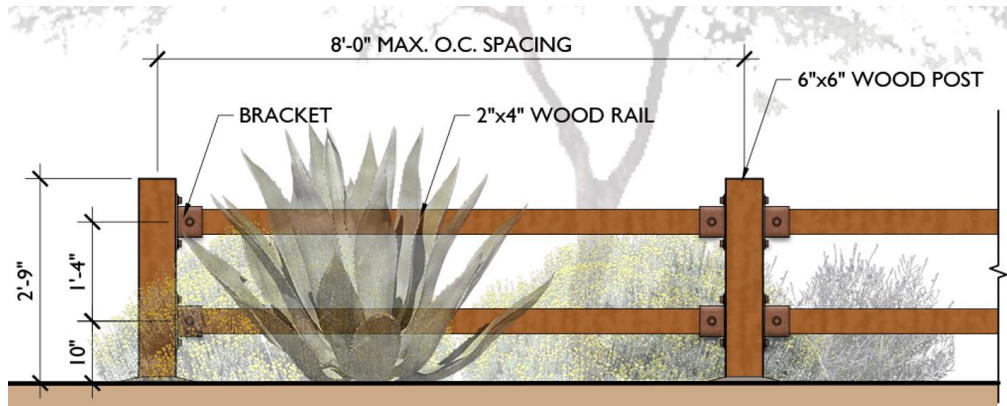 8'-0" MAX. O.C. SPACING
6"x6" WOOD POST
BRACKET
2"x4" WOOD RAIL
2'-9"
1'-4"
10"